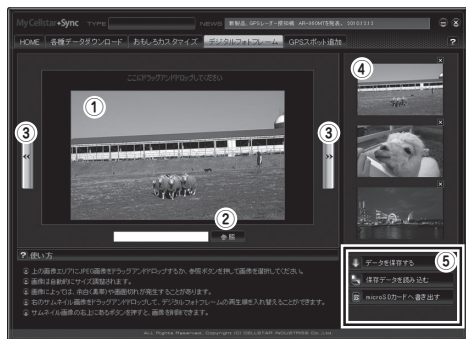 MyCellstar+Sync TYPE NEWS 新製品、GPSレーダー探知機 AR-360MTを発表。 2010.12.13
HOME 各種データダウンロード おもしろカスタマイズ デジタルフォトフレーム GPSスポット追加 ?
ここにドラッグアンドドロップしてください
①
③
«
③
»
④
② 参照
? 使い方
上の画像エリアにJPEG画像をドラッグアンドドロップするか、参照ボタンを押して画像を選択してください。
画像は自動的にサイズ調整されます。
画像によっては、余白(黒帯)や画面切れが発生することがあります。
右のサムネイル画像をドラッグアンドドロップして、デジタルフォトフレームの再生順を入れ替えることができます。
サムネイル画像の右上にあるボタンを押すと、画像を削除できます。
⑤
データを保存する
保存データを読み込む
microSDカードへ書き出す
ALL Rights Reserved, Copyright (C) CELLSTAR INDUSTRIES Co.,Ltd.